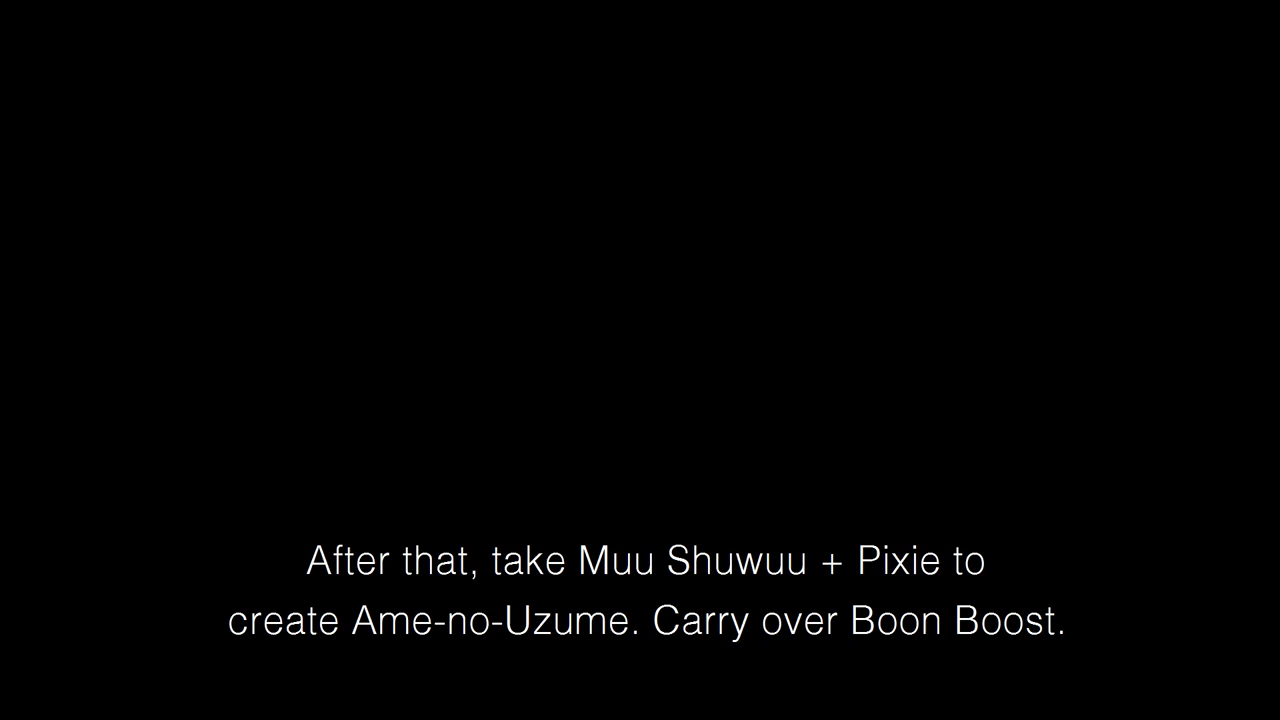 After that, take Muu Shuwuu + Pixie to
create Ame-no-Uzume. Carry over Boon Boost.